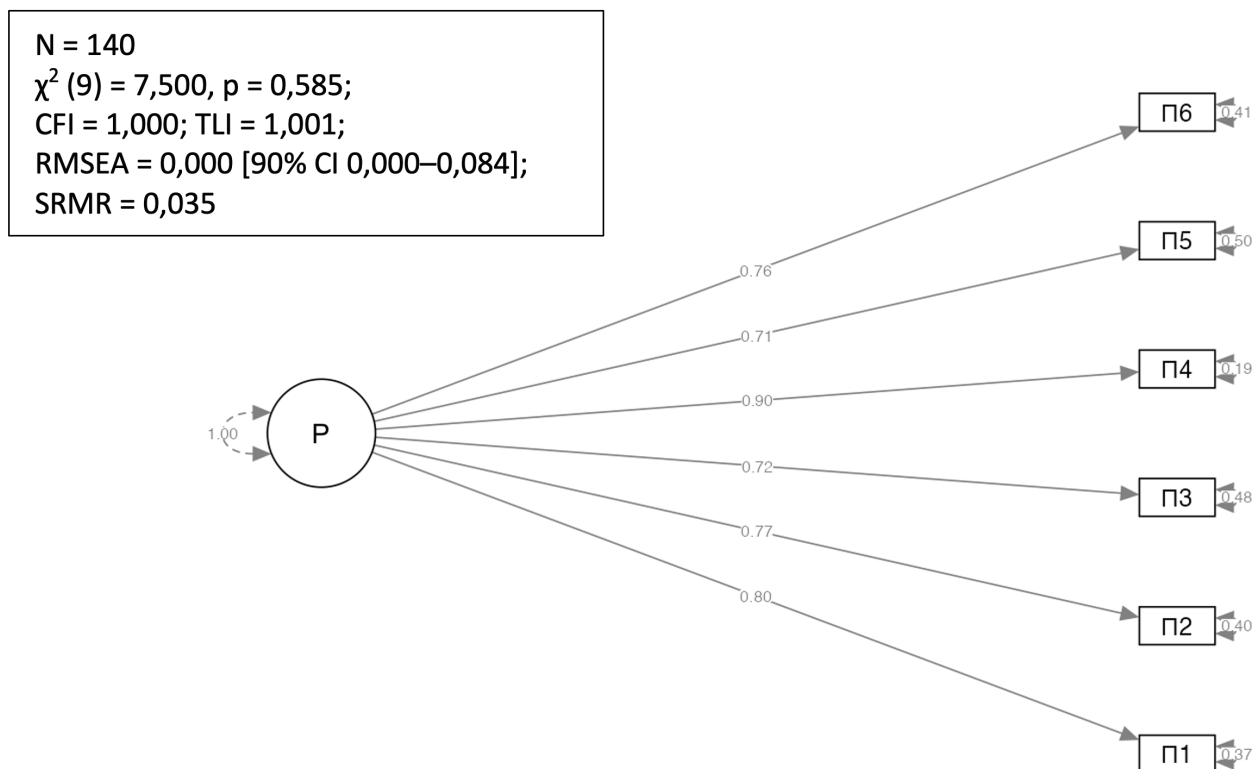 N = 140
χ² (9) = 7,500, p = 0,585;
CFI = 1,000; TLI = 1,001;
RMSEA = 0,000 [90% CI 0,000–0,084];
SRMR = 0,035
П6
0.41
П5
0.50
0.76
0.71
П4
0.19
0.90
1.00
Р
0.72
П3
0.48
0.77
0.80
П2
0.40
П1
0.37